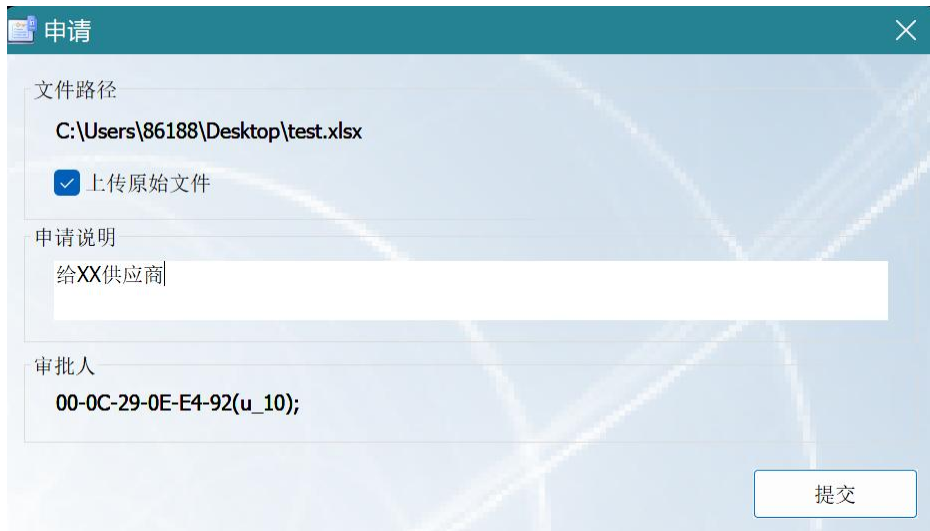 申请
文件路径
C:\Users\86188\Desktop\test.xlsx
上传原始文件
申请说明
给XX供应商
审批人
00-0C-29-0E-E4-92(u_10);
提交